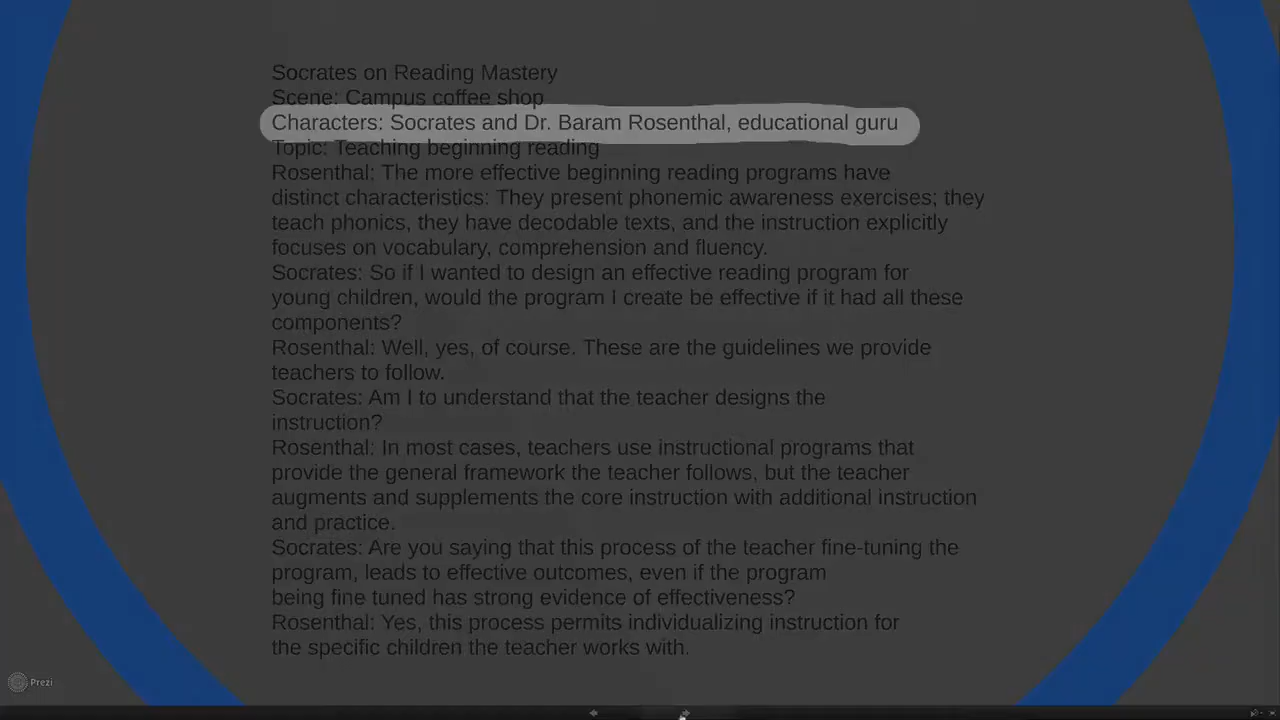 Socrates on Reading Mastery
Scene: Campus coffee shop
Characters: Socrates and Dr. Baram Rosenthal, educational guru
Topic: Teaching beginning reading
Rosenthal: The more effective beginning reading programs have
distinct characteristics: They present phonemic awareness exercises; they
teach phonics, they have decodable texts, and the instruction explicitly
focuses on vocabulary, comprehension and fluency.
Socrates: So if I wanted to design an effective reading program for
young children, would the program I create be effective if it had all these
components?
Rosenthal: Well, yes, of course. These are the guidelines we provide
teachers to follow.
Socrates: Am I to understand that the teacher designs the
instruction?
Rosenthal: In most cases, teachers use instructional programs that
provide the general framework the teacher follows, but the teacher
augments and supplements the core instruction with additional instruction
and practice.
Socrates: Are you saying that this process of the teacher fine-tuning the
program, leads to effective outcomes, even if the program
being fine tuned has strong evidence of effectiveness?
Rosenthal: Yes, this process permits individualizing instruction for
the specific children the teacher works with.
Prezi